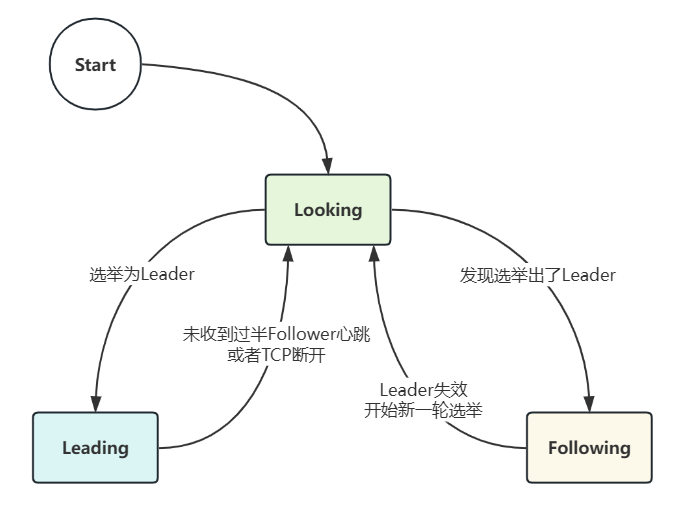 Start
Looking
选举为Leader
发现选举出了Leader
未收到过半Follower心跳
或者TCP断开
Leader失效
开始新一轮选举
Leading
Following